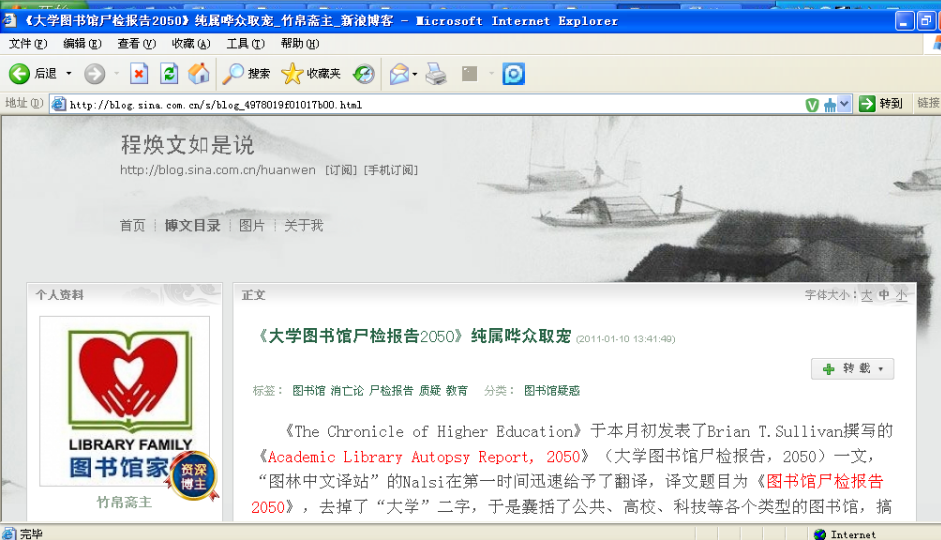 《大学图书馆尸检报告2050》纯属哗众取宠_竹帛斋主_新浪博客 - Microsoft Internet Explorer
文件(F) 编辑(E) 查看(V) 收藏(A) 工具(T) 帮助(H)
后退 搜索 收藏夹
地址(D) http://blog.sina.com.cn/s/blog_4978019f01017b00.html 转到 链接
程焕文如是说
http://blog.sina.com.cn/huanwen [订阅] [手机订阅]
首页 博文目录 图片 关于我
个人资料
LIBRARY FAMILY
图书馆家
资深博主
竹帛斋主
正文 字体大小：大 中 小
《大学图书馆尸检报告2050》纯属哗众取宠 (2011-01-10 13:41:49)
转载
标签： 图书馆 消亡论 尸检报告 质疑 教育 分类： 图书馆疑惑
《The Chronicle of Higher Education》于本月初发表了Brian T.Sullivan撰写的
《Academic Library Autopsy Report, 2050》（大学图书馆尸检报告，2050）一文，
“图林中文译站”的Nalsi在第一时间迅速给予了翻译，译文题目为《图书馆尸检报告
2050》，去掉了“大学”二字，于是囊括了公共、高校、科技等各个类型的图书馆，搞
完毕 Internet